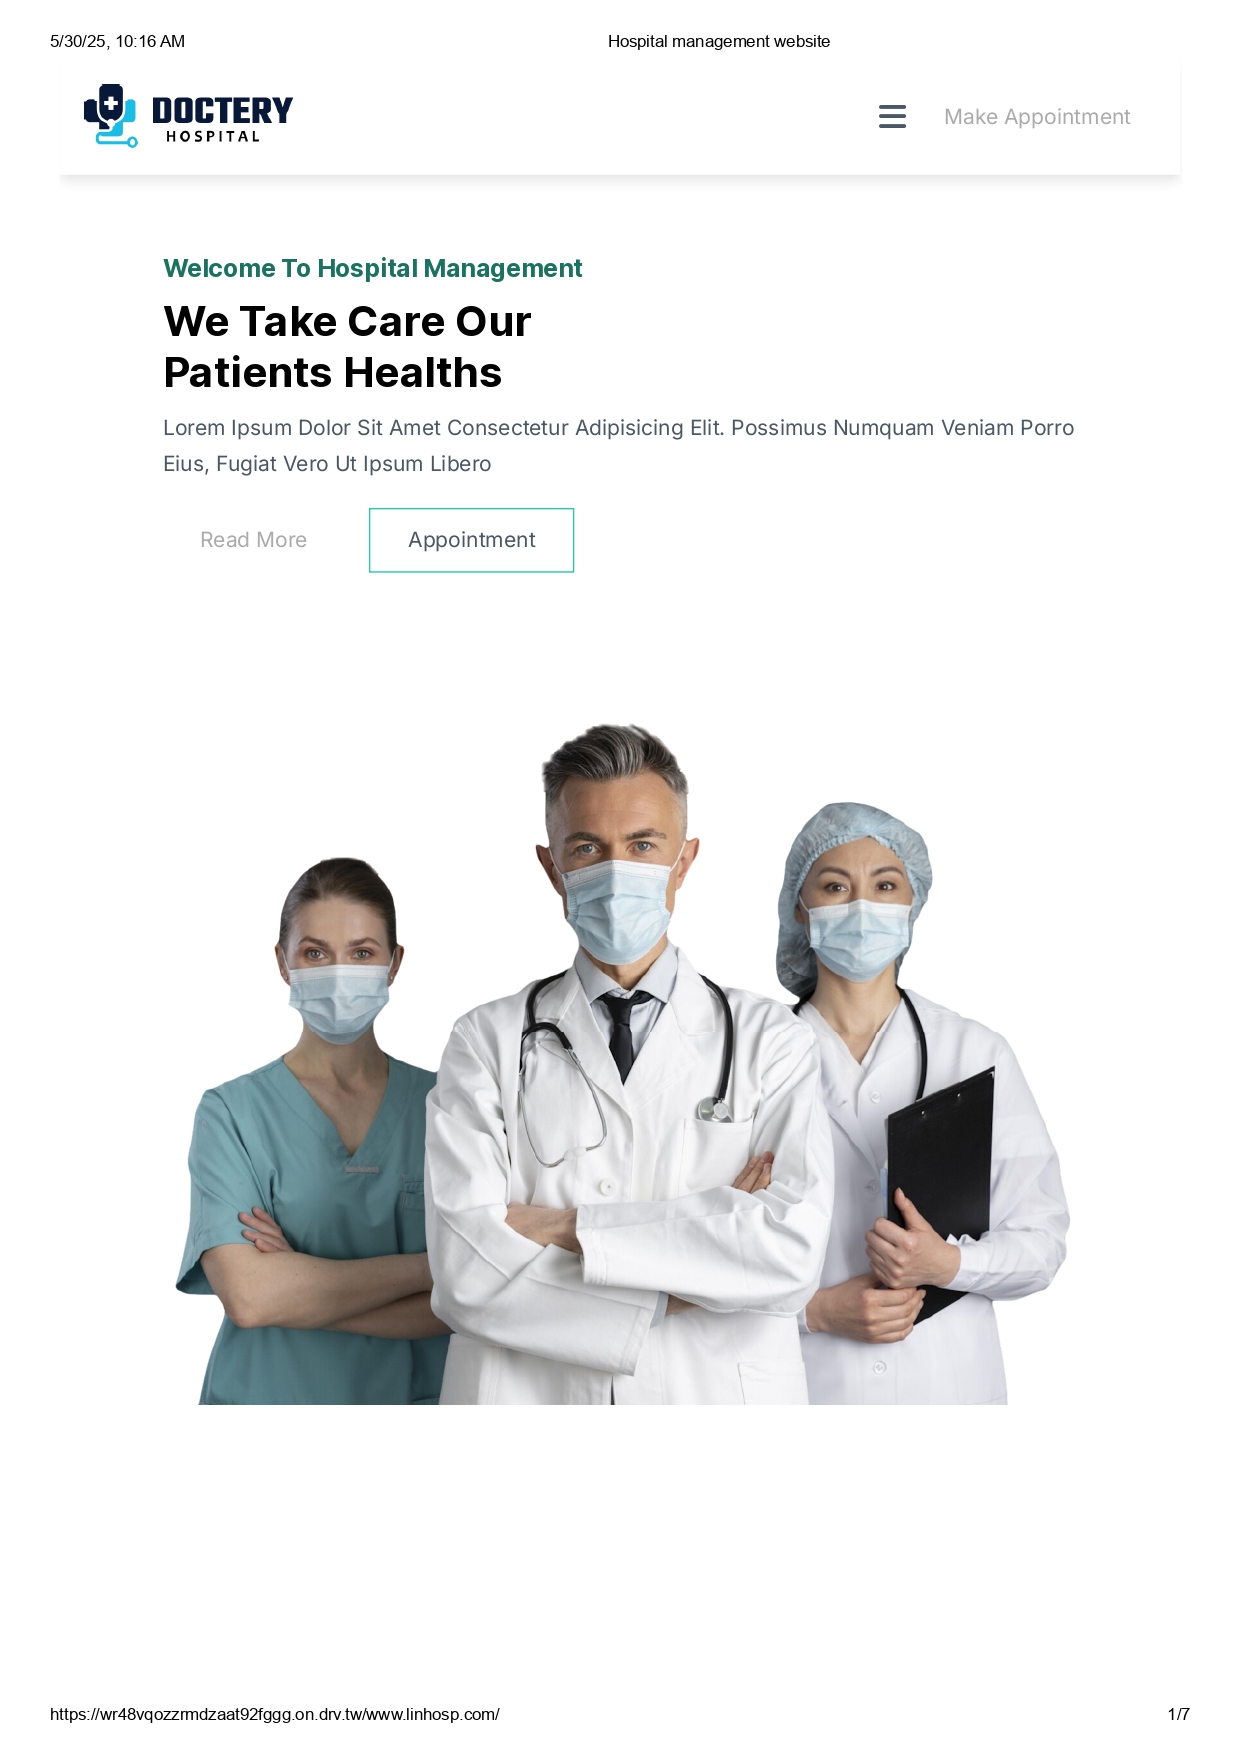 5/30/25, 10:16 AM Hospital management website
DOCTERY
HOSPITAL
Make Appointment
Welcome To Hospital Management
We Take Care Our
Patients Healths
Lorem Ipsum Dolor Sit Amet Consectetur Adipisicing Elit. Possimus Numquam Veniam Porro
Eius, Fugiat Vero Ut Ipsum Libero
Read More Appointment
https://wr48vqozzrmdzaat92fggg.on.drv.tw/www.linhosp.com/ 1/7